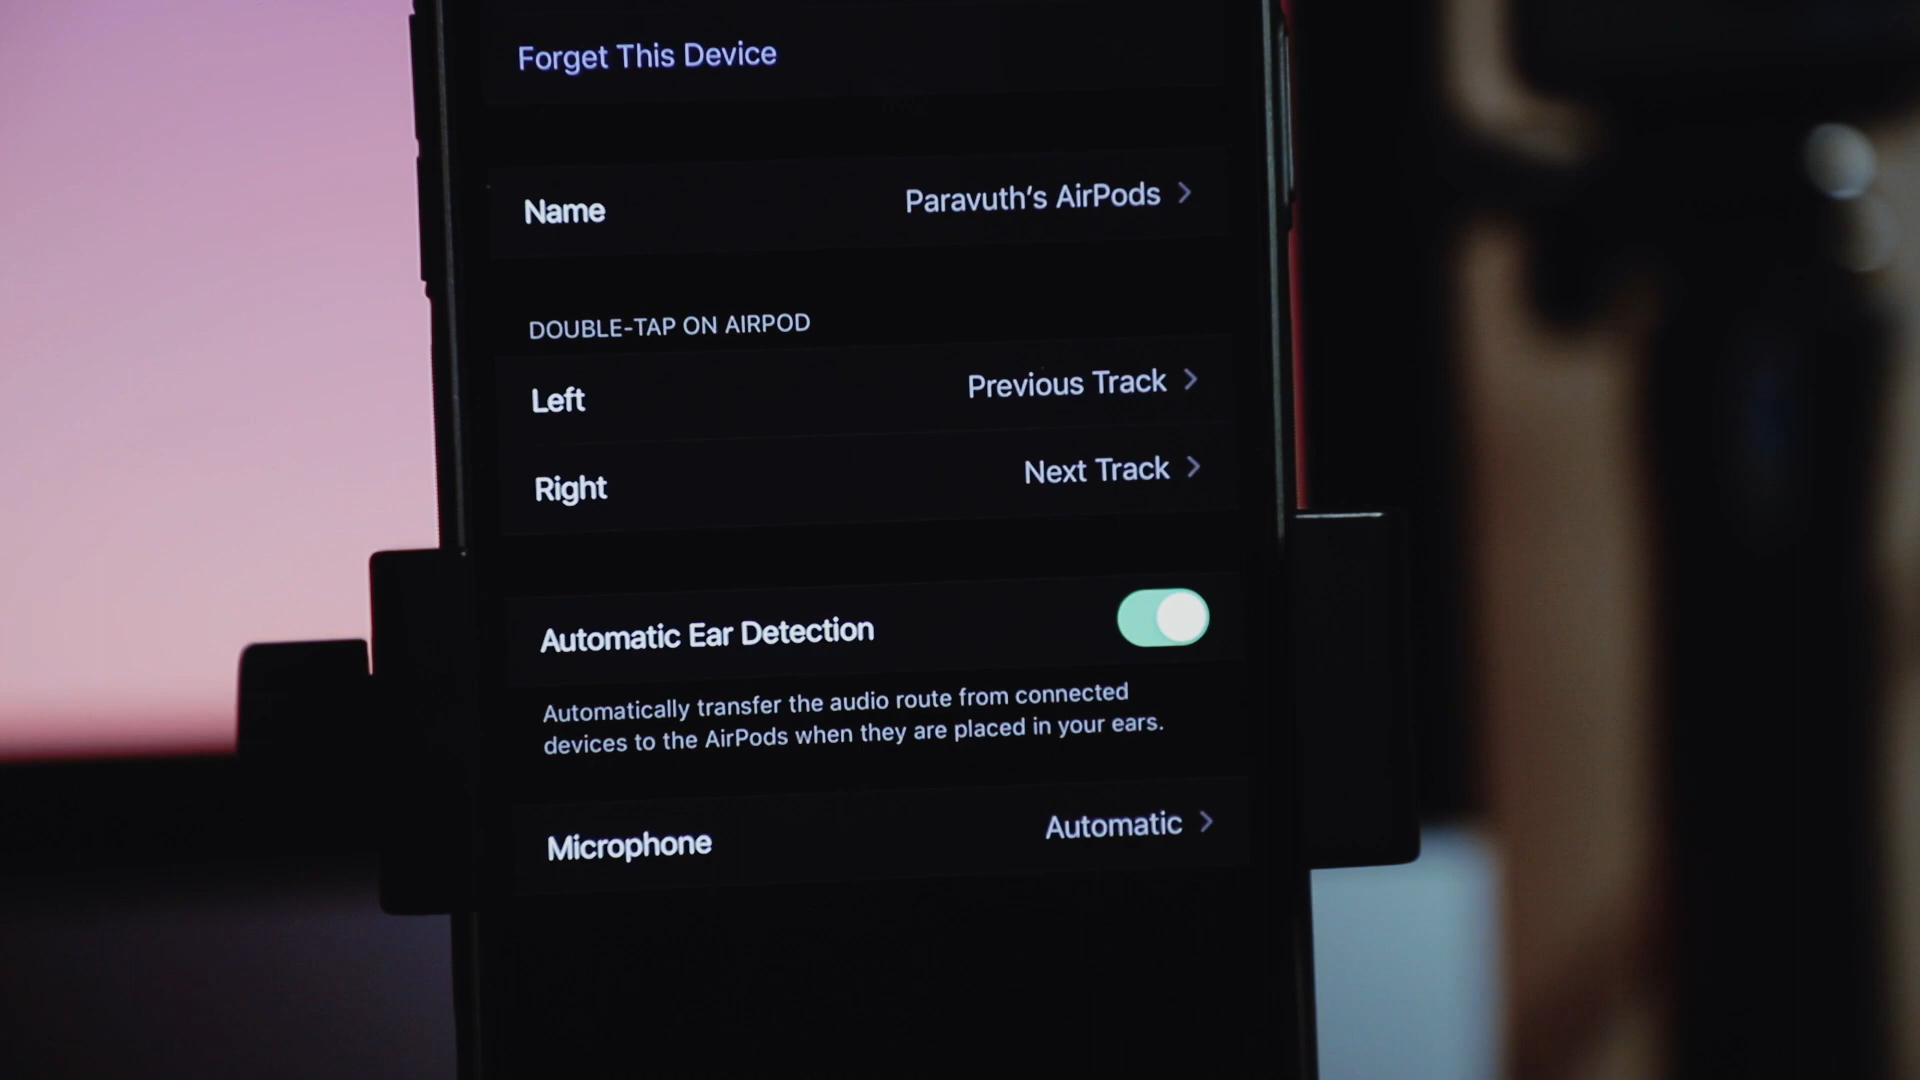 Forget This Device
Name Paravuth's AirPods
DOUBLE-TAP ON AIRPOD
Left Previous Track
Right Next Track
Automatic Ear Detection
Automatically transfer the audio route from connected
devices to the AirPods when they are placed in your ears.
Microphone Automatic